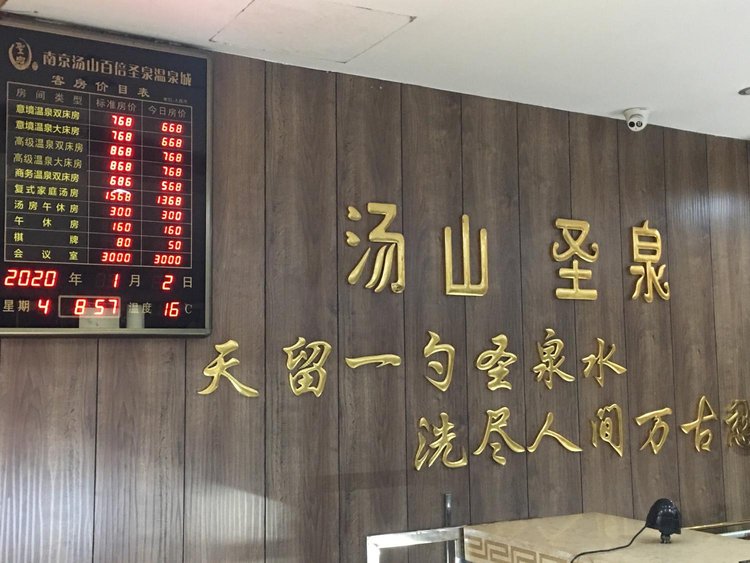 南京汤山百倍圣泉温泉城
客房价目表
房间类型 标准房价 今日房价
意境温泉双床房 768 668
意境温泉大床房 768 668
高级温泉双床房 868 768
高级温泉大床房 868 768
商务温泉双床房 686 568
复式家庭汤房 1568 1368
汤房午休房 300 300
午休房 160 160
棋牌 80 50
会议室 3000 3000
2020年 1月 2日
星期 4 8:57 温度 16℃
汤山 圣泉
天留一勺圣泉水
洗尽人间万古